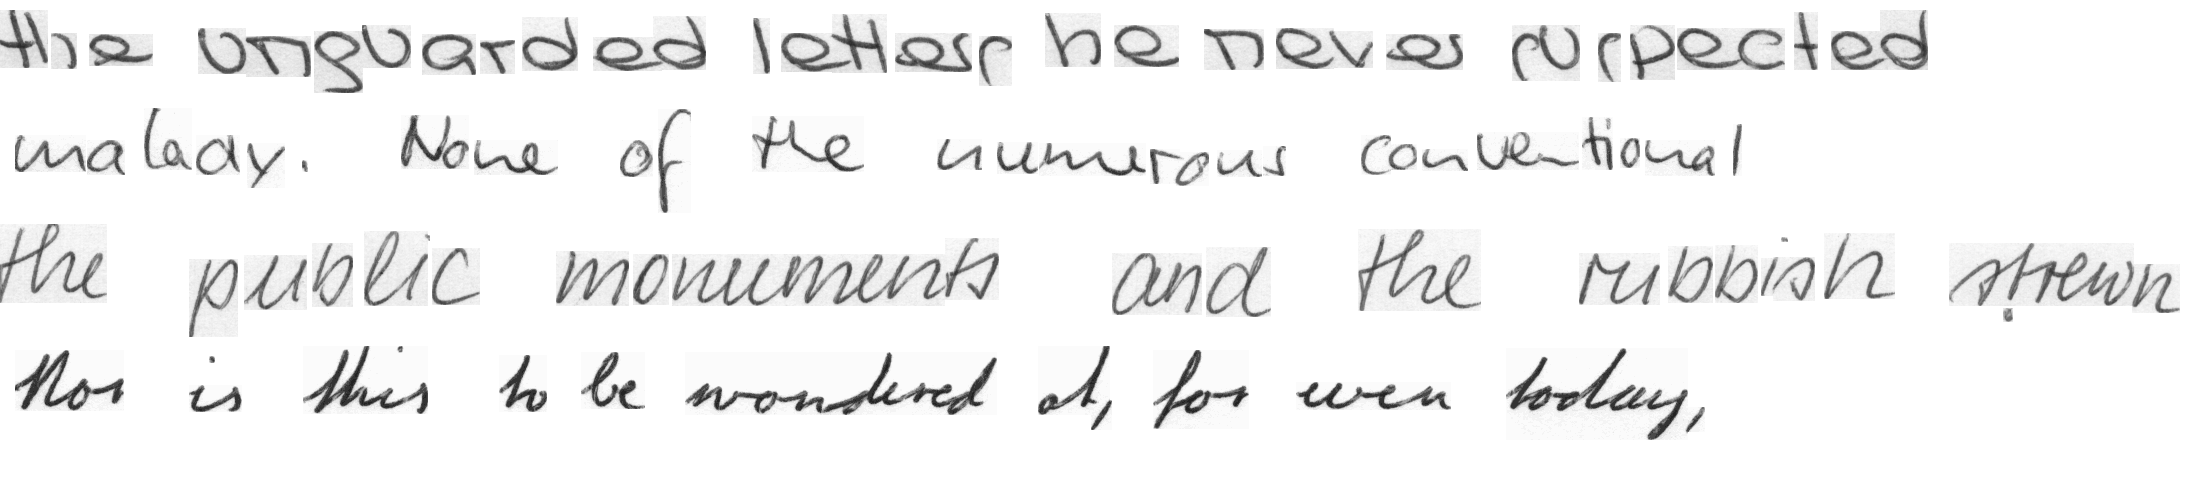 the unguarded letters he never suspected
malady. None of the numerous conventional
the public monuments and the rubbish strewn
Nor is this to be wondered at, for even today,